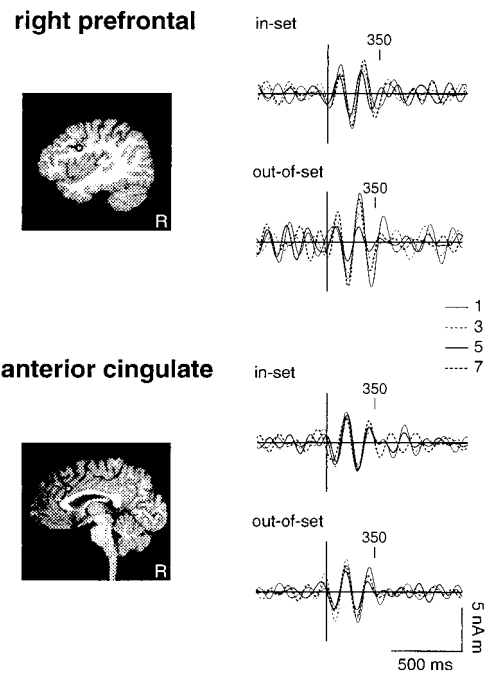 right prefrontal
in-set
350
R
out-of-set
350
1
3
5
7
anterior cingulate
in-set
350
R
out-of-set
350
5 nA m
500 ms